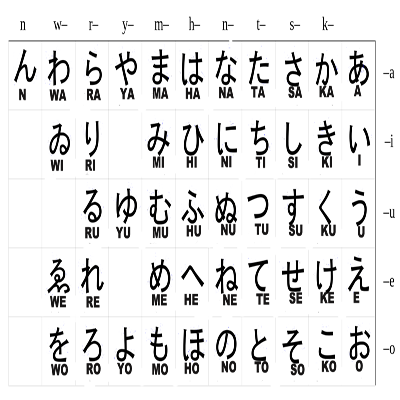 n w– r– y– m– h– n– t– s– k–
ん わ ら や ま は な た さ か あ –a
N WA RA YA MA HA NA TA SA KA A
ゐ り み ひ に ち し き い –i
WI RI MI HI NI TI SI KI I
る ゆ む ふ ぬ つ す く う –u
RU YU MU HU NU TU SU KU U
ゑ れ め へ ね て せ け え –e
WE RE ME HE NE TE SE KE E
を ろ よ も ほ の と そ こ お –o
WO RO YO MO HO NO TO SO KO O